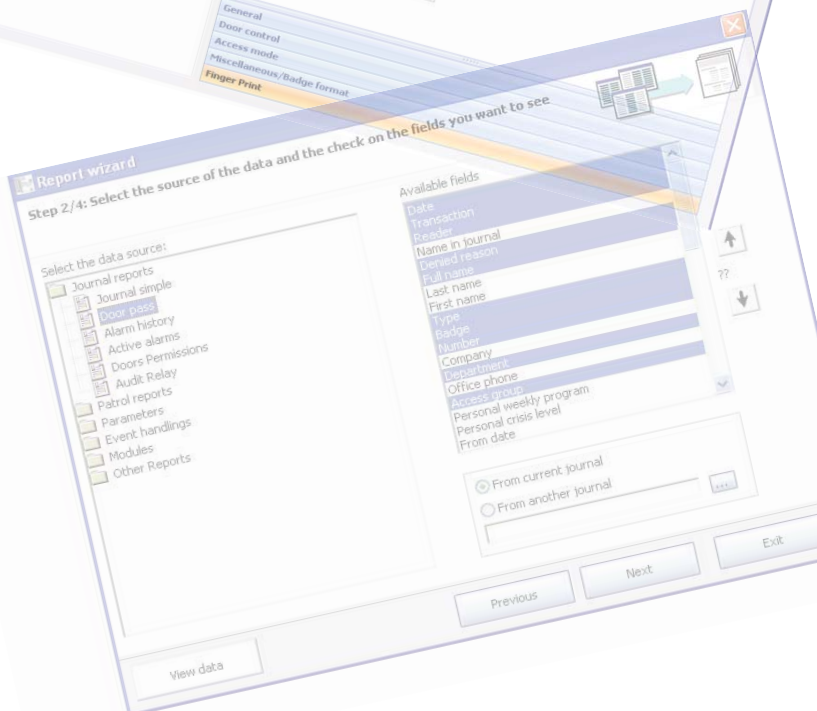 General
Door control
Access mode
Miscellaneous/Badge format
Finger Print
Report wizard
Step 2/4: Select the source of the data and the check on the fields you want to see
Select the data source:
Journal reports
Journal simple
Door pass
Alarm history
Active alarms
Doors Permissions
Audit Relay
Patrol reports
Parameters
Event handlings
Modules
Other Reports
Available fields
Date
Transaction
Reader
Name in journal
Denied reason
Full name
Last name
First name
Type
Badge
Number
Company
Department
Office phone
Access group
Personal weekly program
Personal crisis level
From date
??
From current journal
From another journal
...
View data
Previous
Next
Exit